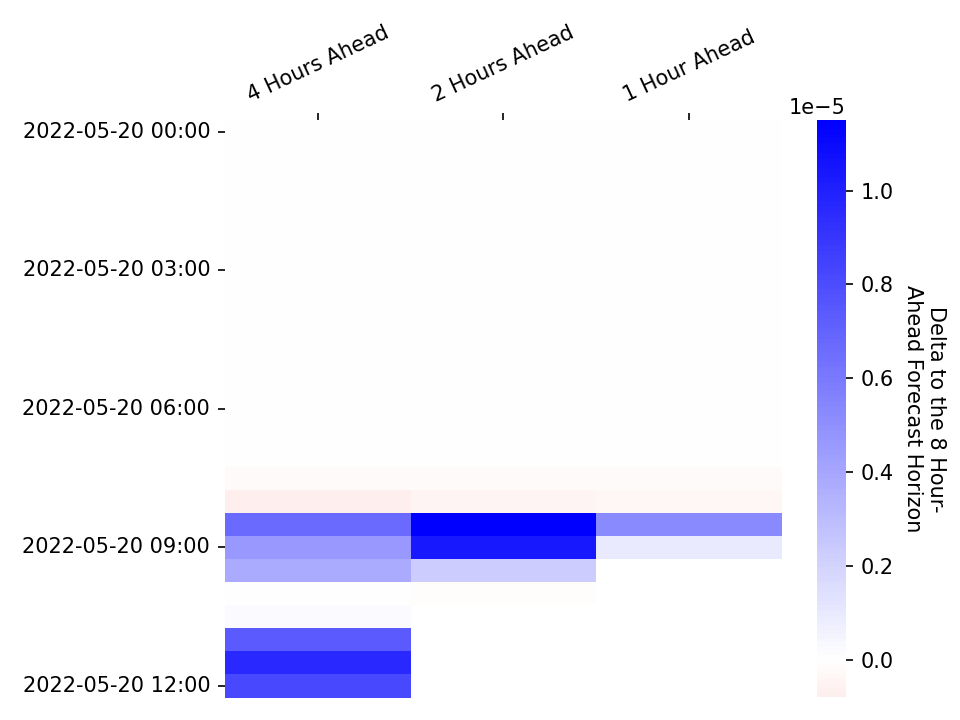 4 Hours Ahead
2 Hours Ahead
1 Hour Ahead
1e−5
2022-05-20 00:00
2022-05-20 03:00
2022-05-20 06:00
2022-05-20 09:00
2022-05-20 12:00
1.0
0.8
0.6
0.4
0.2
0.0
Delta to the 8 Hour-
Ahead Forecast Horizon